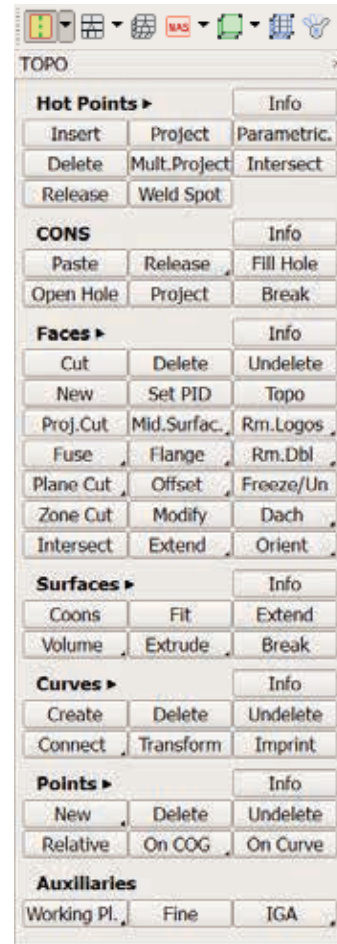 NAS
TOPO
Hot Points Info
Insert Project Parametric.
Delete Mult.Project Intersect
Release Weld Spot
CONS Info
Paste Release Fill Hole
Open Hole Project Break
Faces Info
Cut Delete Undelete
New Set PID Topo
Proj.Cut Mid.Surfac. Rm.Logos
Fuse Flange Rm.Dbl
Plane Cut Offset Freeze/Un
Zone Cut Modify Dach
Intersect Extend Orient
Surfaces Info
Coons Fit Extend
Volume Extrude Break
Curves Info
Create Delete Undelete
Connect Transform Imprint
Points Info
New Delete Undelete
Relative On COG On Curve
Auxiliaries
Working Pl. Fine IGA